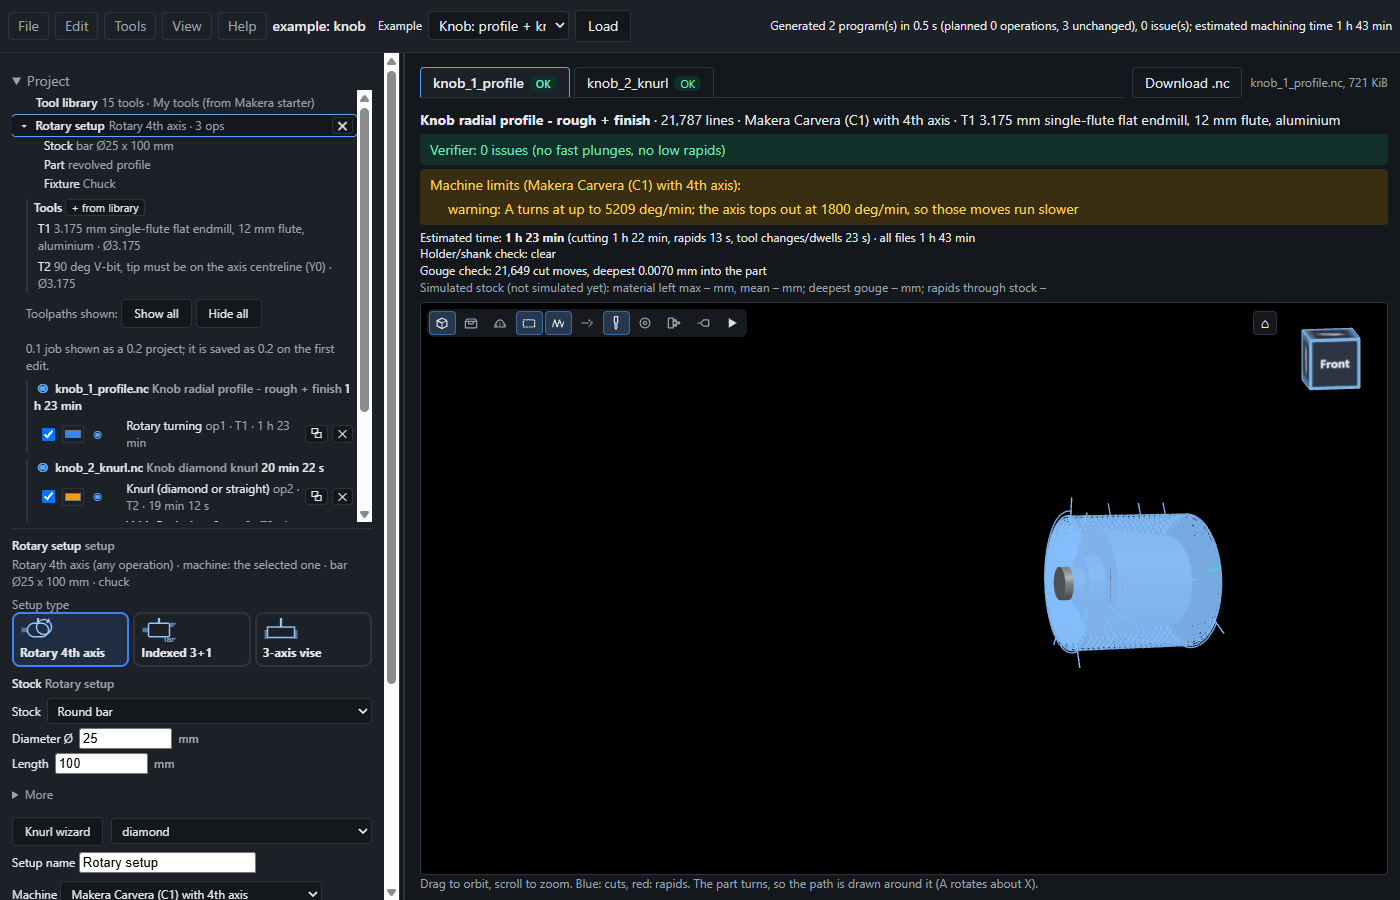 File Edit Tools View Help example: knob Example Knob: profile + kr Load Generated 2 program(s) in 0.5 s (planned 0 operations, 3 unchanged), 0 issue(s); estimated machining time 1 h 43 min
Project
Tool library 15 tools · My tools (from Makera starter)
Rotary setup Rotary 4th axis · 3 ops
Stock bar Ø25 x 100 mm
Part revolved profile
Fixture Chuck
Tools + from library
T1 3.175 mm single-flute flat endmill, 12 mm flute,
aluminium · Ø3.175
T2 90 deg V-bit, tip must be on the axis centreline (Y0) ·
Ø3.175
Toolpaths shown: Show all Hide all
0.1 job shown as a 0.2 project; it is saved as 0.2 on the first
edit.
knob_1_profile.nc Knob radial profile - rough + finish 1
h 23 min
Rotary turning op1 · T1 · 1 h 23
min
knob_2_knurl.nc Knob diamond knurl 20 min 22 s
Knurl (diamond or straight) op2 ·
T2 · 19 min 12 s
Rotary setup setup
Rotary 4th axis (any operation) · machine: the selected one · bar
Ø25 x 100 mm · chuck
Setup type
Rotary 4th axis Indexed 3+1 3-axis vise
Stock Rotary setup
Stock Round bar
Diameter Ø 25 mm
Length 100 mm
More
Knurl wizard diamond
Setup name Rotary setup
Machine Makera Carvera (C1) with 4th axis
knob_1_profile OK knob_2_knurl OK Download .nc knob_1_profile.nc, 721 KiB
Knob radial profile - rough + finish · 21,787 lines · Makera Carvera (C1) with 4th axis · T1 3.175 mm single-flute flat endmill, 12 mm flute, aluminium
Verifier: 0 issues (no fast plunges, no low rapids)
Machine limits (Makera Carvera (C1) with 4th axis):
warning: A turns at up to 5209 deg/min; the axis tops out at 1800 deg/min, so those moves run slower
Estimated time: 1 h 23 min (cutting 1 h 22 min, rapids 13 s, tool changes/dwells 23 s) · all files 1 h 43 min
Holder/shank check: clear
Gouge check: 21,649 cut moves, deepest 0.0070 mm into the part
Simulated stock (not simulated yet): material left max – mm, mean – mm; deepest gouge – mm; rapids through stock –
Front
Drag to orbit, scroll to zoom. Blue: cuts, red: rapids. The part turns, so the path is drawn around it (A rotates about X).